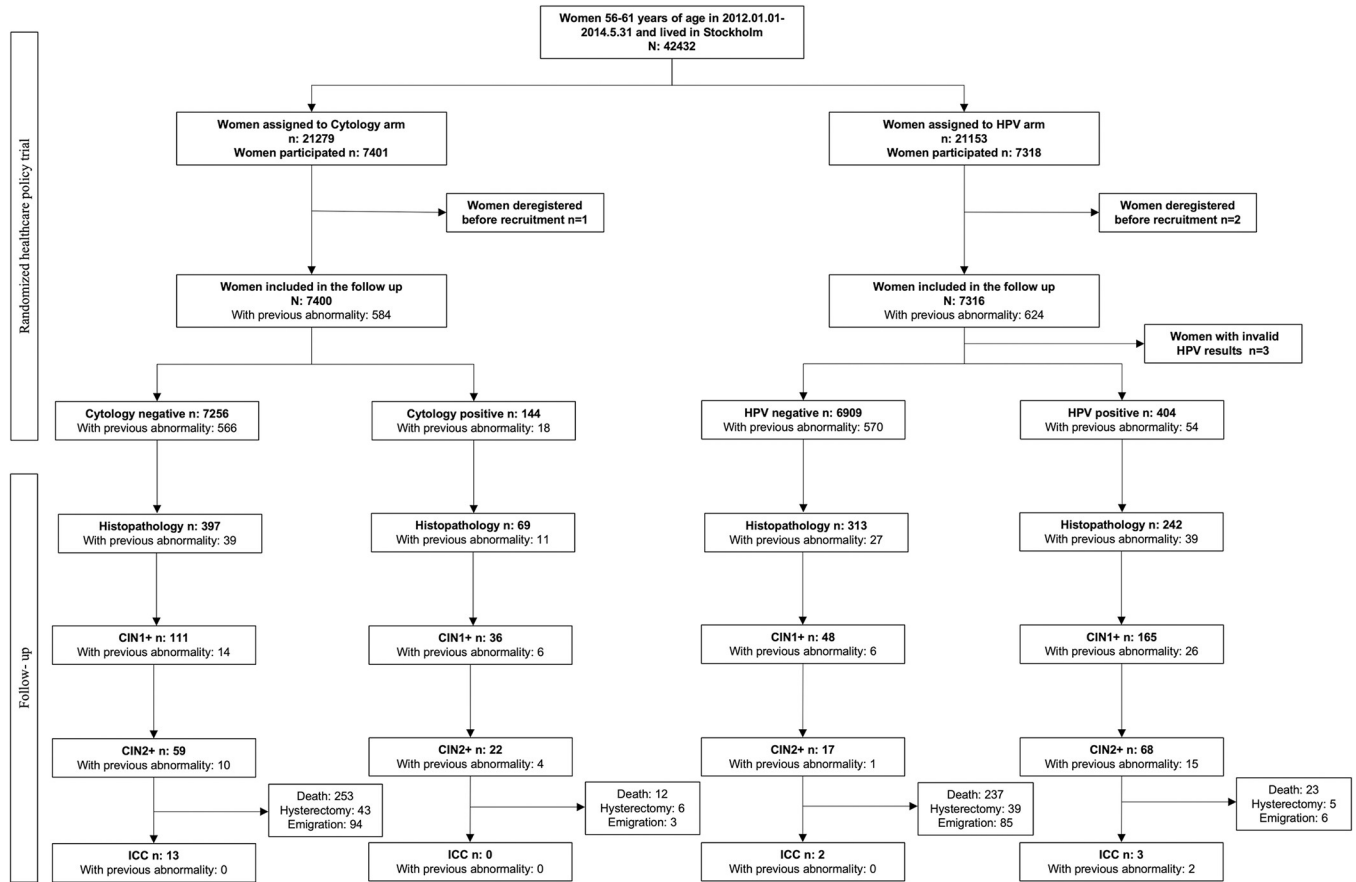 Women 56-61 years of age in 2012.01.01-
2014.5.31 and lived in Stockholm
N: 42432
Randomized healthcare policy trial
Women assigned to Cytology arm
n: 21279
Women participated n: 7401
Women assigned to HPV arm
n: 21153
Women participated n: 7318
Women deregistered
before recruitment n=1
Women deregistered
before recruitment n=2
Women included in the follow up
N: 7400
With previous abnormality: 584
Women included in the follow up
N: 7316
With previous abnormality: 624
Women with invalid
HPV results n=3
Cytology negative n: 7256
With previous abnormality: 566
Cytology positive n: 144
With previous abnormality: 18
HPV negative n: 6909
With previous abnormality: 570
HPV positive n: 404
With previous abnormality: 54
Follow- up
Histopathology n: 397
With previous abnormality: 39
Histopathology n: 69
With previous abnormality: 11
Histopathology n: 313
With previous abnormality: 27
Histopathology n: 242
With previous abnormality: 39
CIN1+ n: 111
With previous abnormality: 14
CIN1+ n: 36
With previous abnormality: 6
CIN1+ n: 48
With previous abnormality: 6
CIN1+ n: 165
With previous abnormality: 26
CIN2+ n: 59
With previous abnormality: 10
CIN2+ n: 22
With previous abnormality: 4
CIN2+ n: 17
With previous abnormality: 1
CIN2+ n: 68
With previous abnormality: 15
Death: 253
Hysterectomy: 43
Emigration: 94
Death: 12
Hysterectomy: 6
Emigration: 3
Death: 237
Hysterectomy: 39
Emigration: 85
Death: 23
Hysterectomy: 5
Emigration: 6
ICC n: 13
With previous abnormality: 0
ICC n: 0
With previous abnormality: 0
ICC n: 2
With previous abnormality: 0
ICC n: 3
With previous abnormality: 2